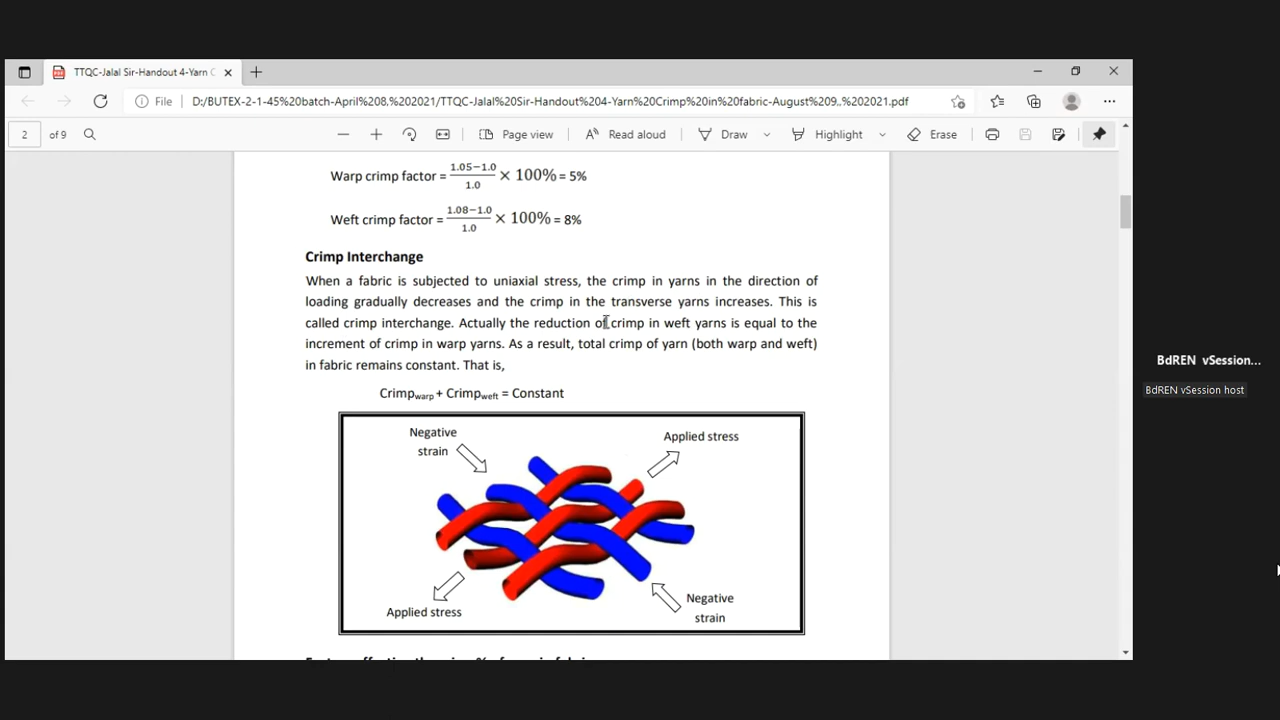 TTQC-Jalal Sir-Handout 4-Yarn C
File D:/BUTEX-2-1-45%20batch-April%208.%202021/TTQC-Jalal%20Sir-Handout%204-Yarn%20Crimp%20in%20fabric-August%209..%202021.pdf
2 of 9 Page view Read aloud Draw Highlight Erase
Warp crimp factor = 1.05−1.0/1.0 × 100% = 5%
Weft crimp factor = 1.08−1.0/1.0 × 100% = 8%
Crimp Interchange
When a fabric is subjected to uniaxial stress, the crimp in yarns in the direction of
loading gradually decreases and the crimp in the transverse yarns increases. This is
called crimp interchange. Actually the reduction of crimp in weft yarns is equal to the
increment of crimp in warp yarns. As a result, total crimp of yarn (both warp and weft)
in fabric remains constant. That is,
Crimpwarp + Crimpweft = Constant
Negative
strain
Applied stress
Applied stress
Negative
strain
BdREN vSession...
BdREN vSession host